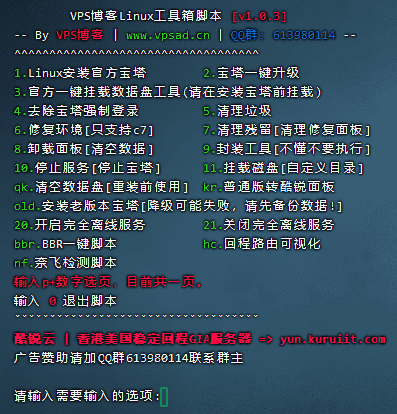 VPS博客Linux工具箱脚本 [v1.0.3]
-- By VPS博客 | www.vpsad.cn | QQ群: 613980114 --
^^^^^^^^^^^^^^^^^^^^^^^^^^^^^^^^^^
1.Linux安装官方宝塔 2.宝塔一键升级
3.官方一键挂载数据盘工具(请在安装宝塔前挂载)
4.去除宝塔强制登录 5.清理垃圾
6.修复环境[只支持c7] 7.清理残留[清理修复面板]
8.卸载面板[清空数据] 9.封装工具[不懂不要执行]
10.停止服务[停止宝塔] 11.挂载磁盘[自定义目录]
qk.清空数据盘[重装前使用] kr.普通版转酷锐面板
old.安装老版本宝塔[降级可能失败，请先备份数据!]
20.开启完全离线服务 21.关闭完全离线服务
bbr.BBR一键脚本 hc.回程路由可视化
nf.奈飞检测脚本
输入p+数字选页，目前共一页。
输入 0 退出脚本
^^^^^^^^^^^^^^^^^^^^^^^^^^^^^^^^^^
酷锐云 | 香港美国稳定回程GIA服务器 => yun.kuruiit.com
广告赞助请加QQ群613980114联系群主
请输入需要输入的选项: